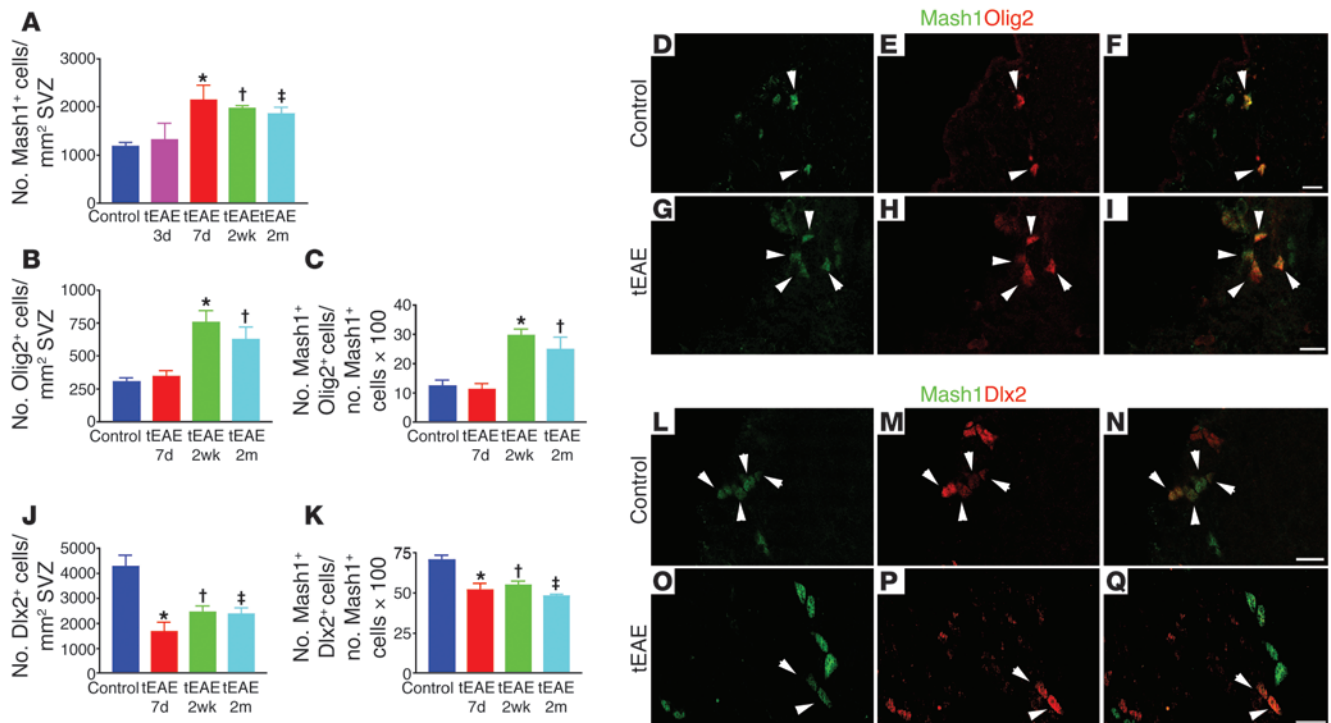 A
No. Mash1⁺ cells/
mm² SVZ
3000
2000
1000
0
*
†
‡
Control tEAE tEAE tEAE tEAE
3d 7d 2wk 2m
B
No. Olig2⁺ cells/
mm² SVZ
1000
750
500
250
0
*
†
Control tEAE tEAE tEAE
7d 2wk 2m
C
No. Mash1⁺
Olig2⁺ cells/
no. Mash1⁺
cells × 100
40
30
20
10
0
*
†
Control tEAE tEAE tEAE
7d 2wk 2m
J
No. Dlx2⁺ cells/
mm² SVZ
5000
4000
3000
2000
1000
0
*
†
‡
Control tEAE tEAE tEAE
7d 2wk 2m
K
No. Mash1⁺
Dlx2⁺ cells/
no. Mash1⁺
cells × 100
75
50
25
0
*
†
‡
Control tEAE tEAE tEAE
7d 2wk 2m
Mash1Olig2
Control
D E F
tEAE
G H I
Mash1Dlx2
Control
L M N
tEAE
O P Q